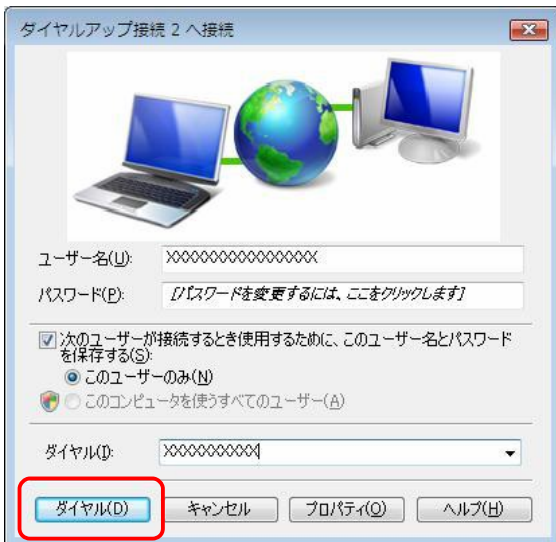 ダイヤルアップ接続 2 へ接続
ユーザー名(U): XXXXXXXXXXXXXXXX
パスワード(P): [パスワードを変更するには、ここをクリックします]
次のユーザーが接続するとき使用するために、このユーザー名とパスワード
を保存する(S):
このユーザーのみ(N)
このコンピュータを使うすべてのユーザー(A)
ダイヤル(I): XXXXXXXXXXX
ダイヤル(D) キャンセル プロパティ(O) ヘルプ(H)